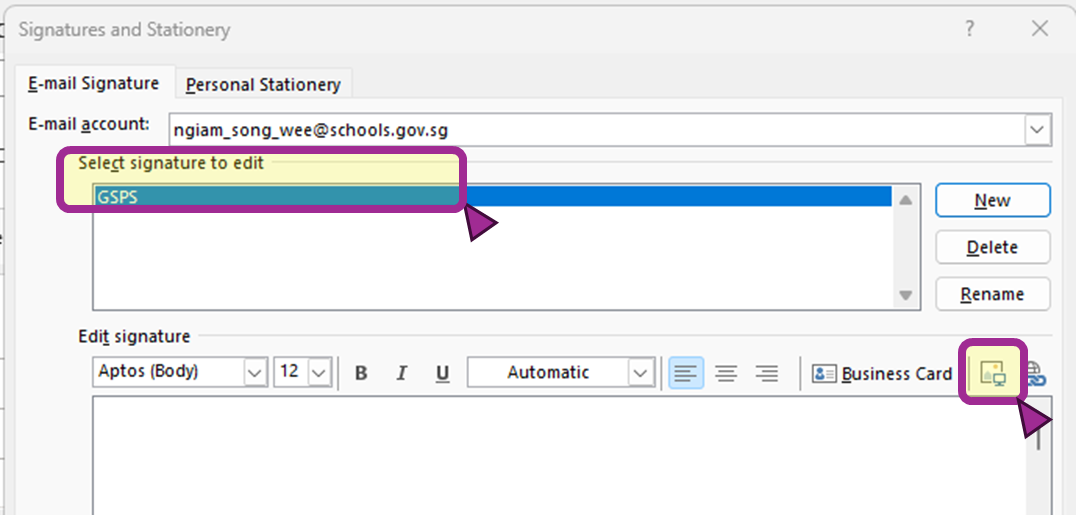 Signatures and Stationery ?
E-mail Signature Personal Stationery
E-mail account: ngiam_song_wee@schools.gov.sg
Select signature to edit
GSPS
New
Delete
Rename
Edit signature
Aptos (Body) 12 B I U Automatic Business Card